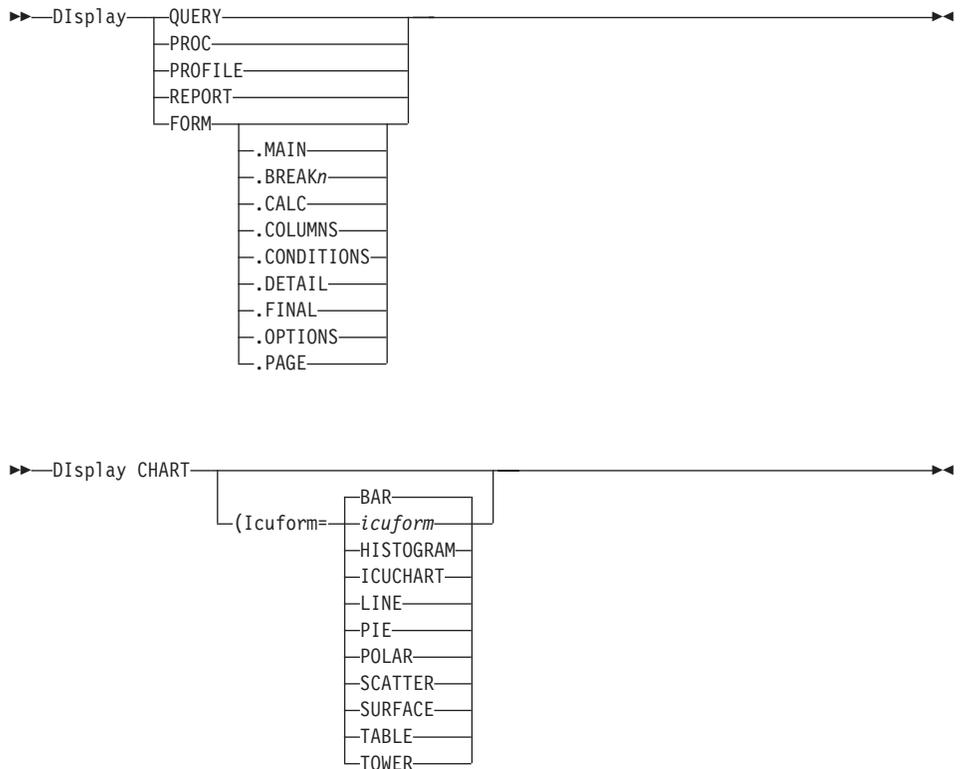 DIsplay QUERY
PROC
PROFILE
REPORT
FORM
.MAIN
.BREAKn
.CALC
.COLUMNS
.CONDITIONS
.DETAIL
.FINAL
.OPTIONS
.PAGE
DIsplay CHART
BAR
(Icuform= icuform
HISTOGRAM
ICUCHART
LINE
PIE
POLAR
SCATTER
SURFACE
TABLE
TOWER